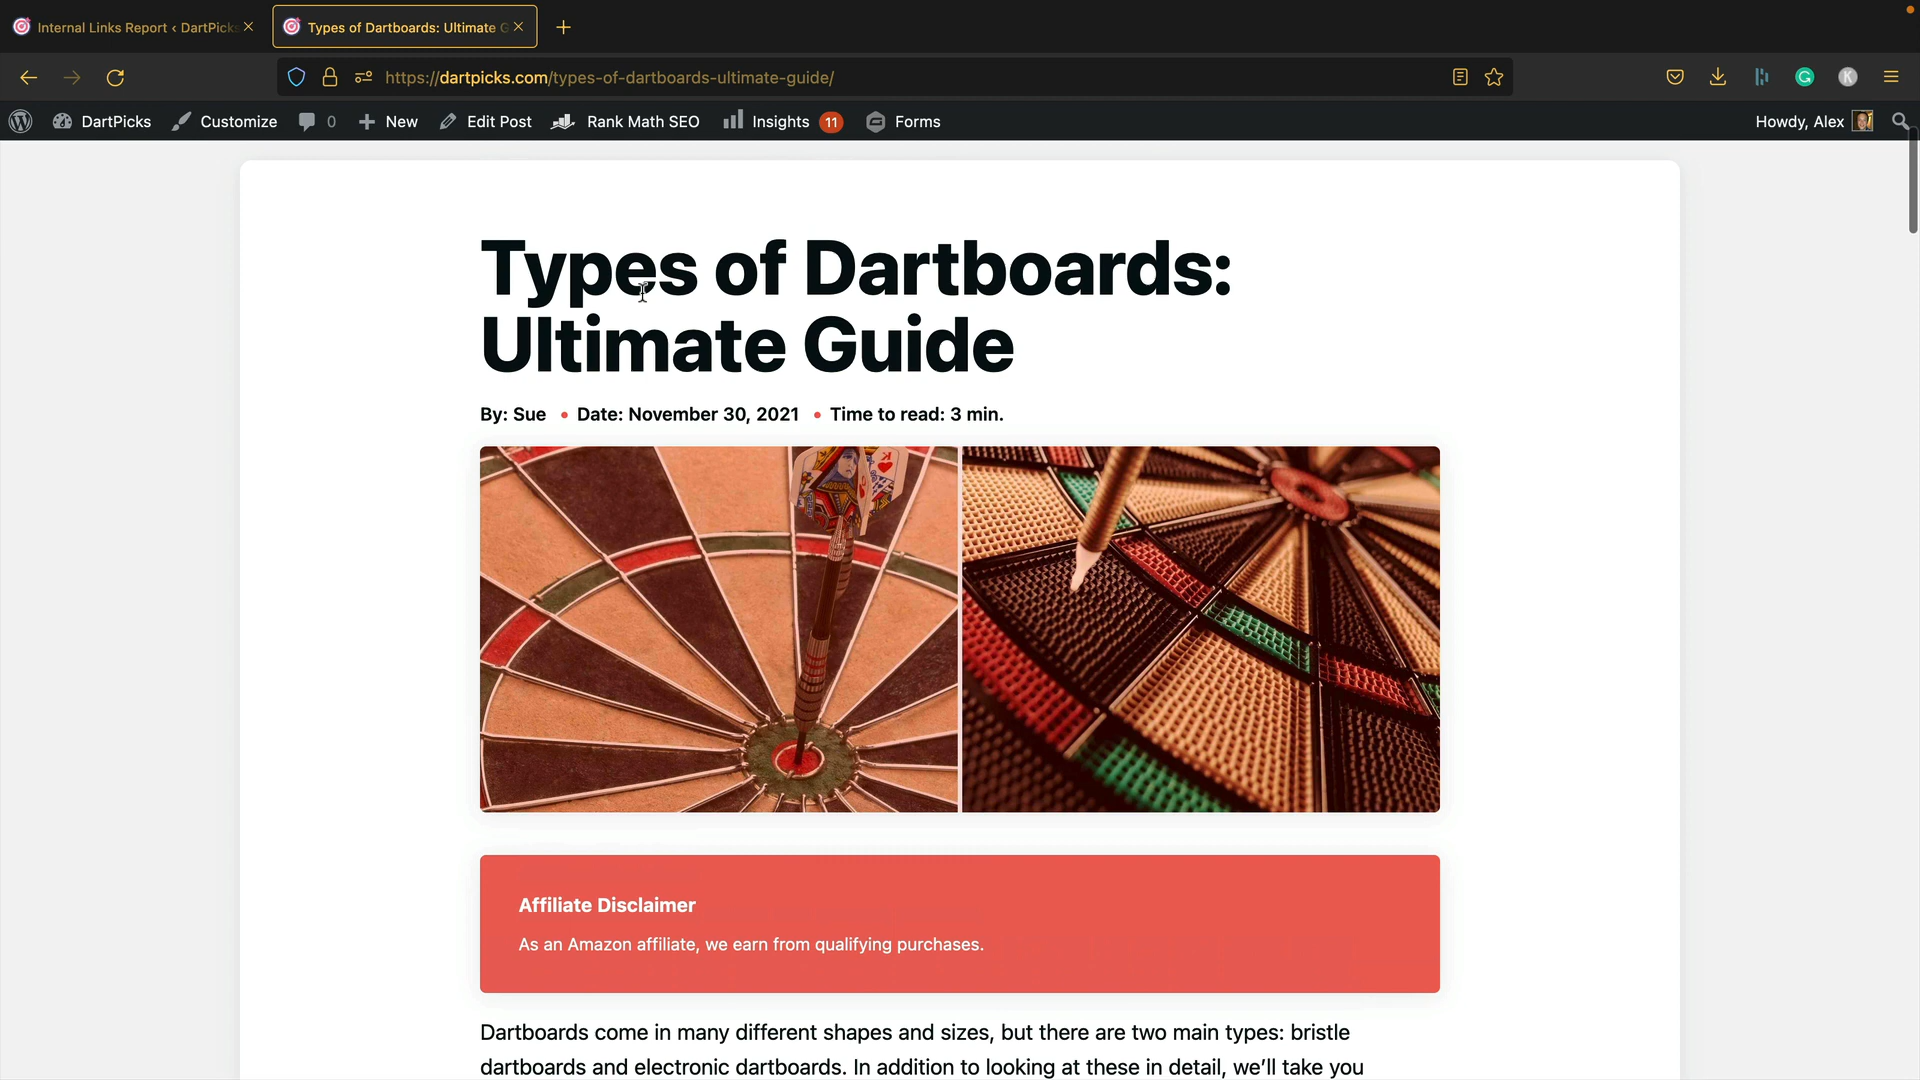 Internal Links Report ‹ DartPicks
Types of Dartboards: Ultimate G
https://dartpicks.com/types-of-dartboards-ultimate-guide/
G
K
DartPicks
Customize
0
New
Edit Post
Rank Math SEO
Insights
11
Forms
Howdy, Alex
Types of Dartboards:
Ultimate Guide
By: Sue • Date: November 30, 2021 • Time to read: 3 min.
K
Affiliate Disclaimer
As an Amazon affiliate, we earn from qualifying purchases.
Dartboards come in many different shapes and sizes, but there are two main types: bristle
dartboards and electronic dartboards. In addition to looking at these in detail, we’ll take you